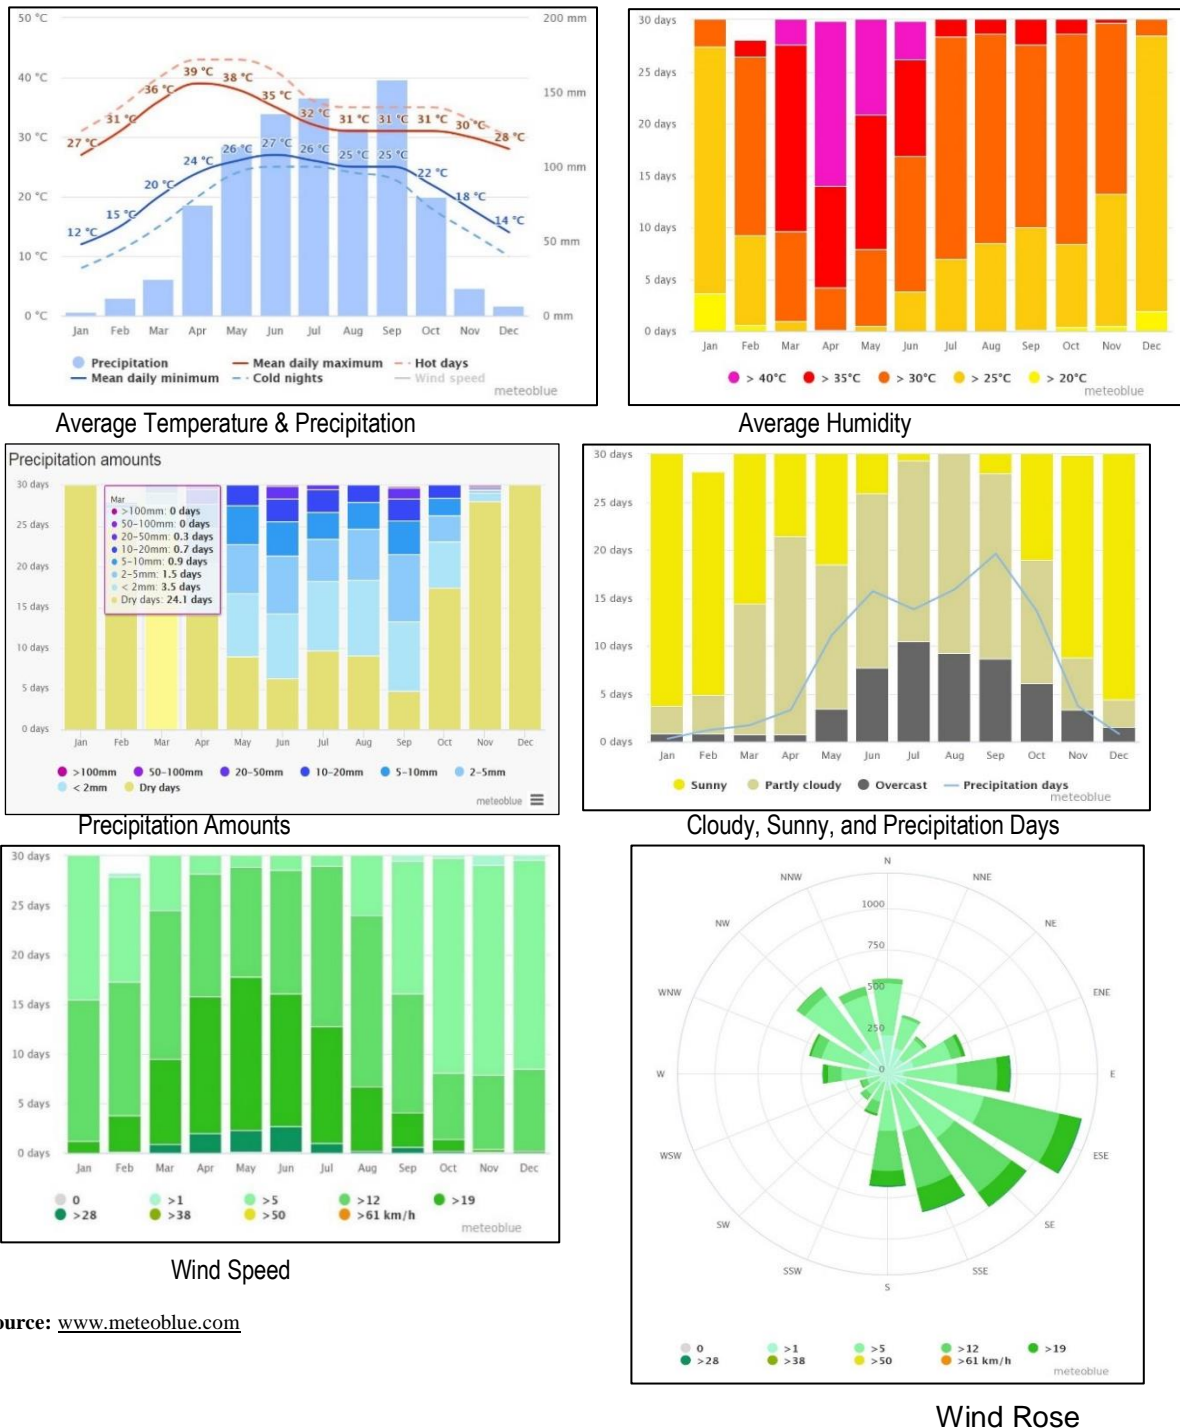 50 °C
200 mm
40 °C
150 mm
30 °C
100 mm
20 °C
50 mm
10 °C
0 °C
0 mm
27 °C
31 °C
36 °C
39 °C
38 °C
35 °C
32 °C
31 °C
31 °C
31 °C
30 °C
28 °C
12 °C
15 °C
20 °C
24 °C
26 °C
27 °C
26 °C
25 °C
25 °C
22 °C
18 °C
14 °C
Jan Feb Mar Apr May Jun Jul Aug Sep Oct Nov Dec
Precipitation Mean daily maximum Hot days
Mean daily minimum Cold nights Wind speed
meteoblue
30 days
25 days
20 days
15 days
10 days
5 days
0 days
Jan Feb Mar Apr May Jun Jul Aug Sep Oct Nov Dec
> 40°C > 35°C > 30°C > 25°C > 20°C
meteoblue
Average Temperature & Precipitation
Average Humidity
Precipitation amounts
30 days
25 days
20 days
15 days
10 days
5 days
0 days
Mar
>100mm: 0 days
50-100mm: 0 days
20-50mm: 0.3 days
10-20mm: 0.7 days
5-10mm: 0.9 days
2-5mm: 1.5 days
< 2mm: 3.5 days
Dry days: 24.1 days
Jan Feb Mar Apr May Jun Jul Aug Sep Oct Nov Dec
>100mm 50-100mm 20-50mm 10-20mm 5-10mm 2-5mm
< 2mm Dry days
meteoblue
30 days
25 days
20 days
15 days
10 days
5 days
0 days
Jan Feb Mar Apr May Jun Jul Aug Sep Oct Nov Dec
Sunny Partly cloudy Overcast Precipitation days
meteoblue
Precipitation Amounts
Cloudy, Sunny, and Precipitation Days
30 days
25 days
20 days
15 days
10 days
5 days
0 days
Jan Feb Mar Apr May Jun Jul Aug Sep Oct Nov Dec
0 >1 >5 >12 >19
>28 >38 >50 >61 km/h
meteoblue
Wind Speed
ource: www.meteoblue.com
N
NNW NNE
NW NE
WNW ENE
W E
WSW ESE
SW SE
SSW SSE
S
1000
750
500
250
0
0 >1 >5 >12 >19
>28 >38 >50 >61 km/h
meteoblue
Wind Rose